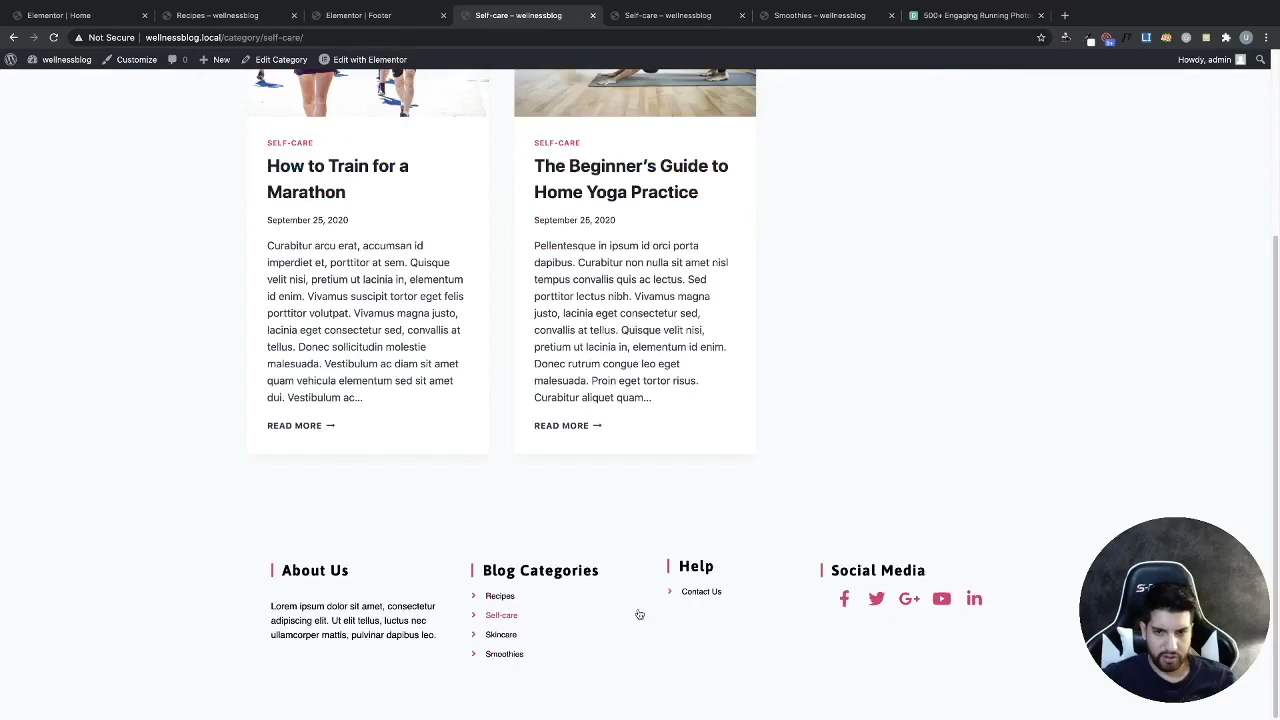 Elementor | Home
Recipes – wellnessblog
Elementor | Footer
Self-care – wellnessblog
Self-care – wellnessblog
Smoothies – wellnessblog
500+ Engaging Running Photo
Not Secure | wellnessblog.local/category/self-care/
wellnessblog
Customize
0
New
Edit Category
Edit with Elementor
Howdy, admin
SELF-CARE
How to Train for a
Marathon
September 25, 2020
Curabitur arcu erat, accumsan id
imperdiet et, porttitor at sem. Quisque
velit nisi, pretium ut lacinia in, elementum
id enim. Vivamus suscipit tortor eget felis
porttitor volutpat. Vivamus magna justo,
lacinia eget consectetur sed, convallis at
tellus. Donec sollicitudin molestie
malesuada. Vestibulum ac diam sit amet
quam vehicula elementum sed sit amet
dui. Vestibulum ac...
READ MORE
SELF-CARE
The Beginner's Guide to
Home Yoga Practice
September 25, 2020
Pellentesque in ipsum id orci porta
dapibus. Curabitur non nulla sit amet nisl
tempus convallis quis ac lectus. Sed
porttitor lectus nibh. Vivamus magna
justo, lacinia eget consectetur sed,
convallis at tellus. Quisque velit nisi,
pretium ut lacinia in, elementum id enim.
Donec rutrum congue leo eget
malesuada. Proin eget tortor risus.
Curabitur aliquet quam...
READ MORE
About Us
Lorem ipsum dolor sit amet, consectetur
adipiscing elit. Ut elit tellus, luctus nec
ullamcorper mattis, pulvinar dapibus leo.
Blog Categories
Recipes
Self-care
Skincare
Smoothies
Help
Contact Us
Social Media